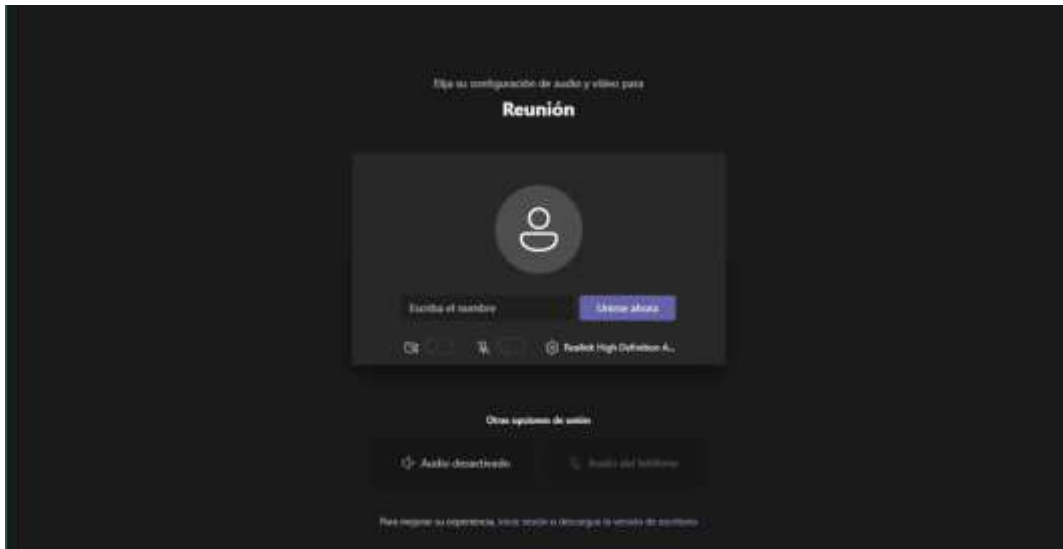 Elija su configuración de audio y vídeo para
Reunión
Escriba el nombre
Unirse ahora
Realtek High Definition A...
Otras opciones de unión
Audio desactivado
Audio del teléfono
Para mejorar su experiencia, inicie sesión o descargue la versión de escritorio